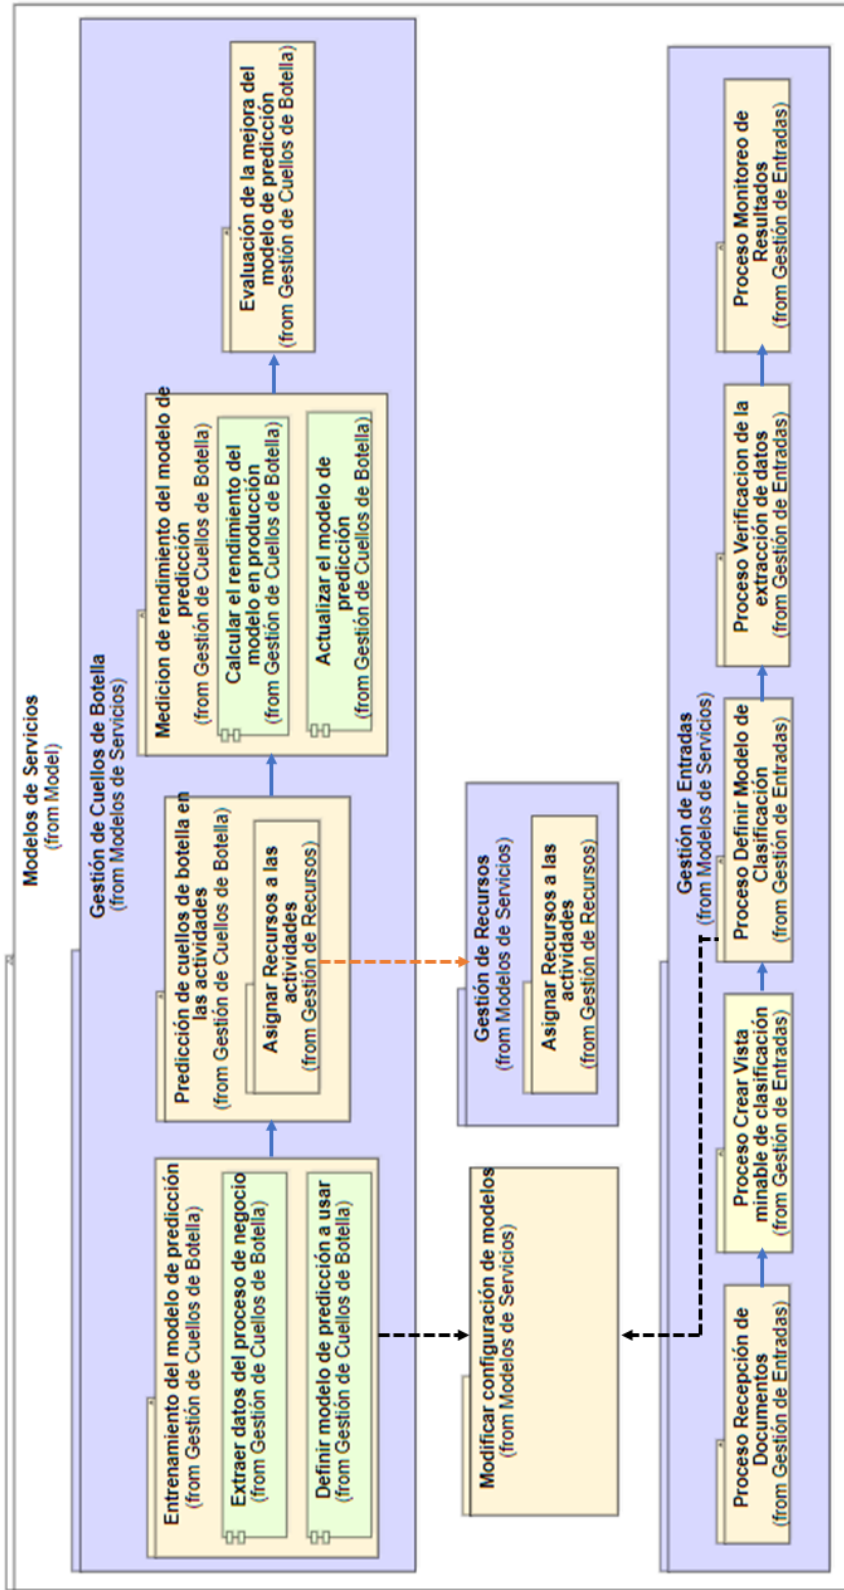 Modelos de Servicios
(from Model)
Gestión de Cuellos de Botella
(from Modelos de Servicios)
Entrenamiento del modelo de predicción
(from Gestión de Cuellos de Botella)
Extraer datos del proceso de negocio
(from Gestión de Cuellos de Botella)
Definir modelo de predicción a usar
(from Gestión de Cuellos de Botella)
Predicción de cuellos de botella en
las actividades
(from Gestión de Cuellos de Botella)
Asignar Recursos a las
actividades
(from Gestión de Recursos)
Medicion de rendimiento del modelo de
predicción
(from Gestión de Cuellos de Botella)
Calcular el rendimiento del
modelo en producción
(from Gestión de Cuellos de Botella)
Actualizar el modelo de
predicción
(from Gestión de Cuellos de Botella)
Evaluación de la mejora del
modelo de predicción
(from Gestión de Cuellos de Botella)
Modificar configuración de modelos
(from Modelos de Servicios)
Gestión de Recursos
(from Modelos de Servicios)
Asignar Recursos a las
actividades
(from Gestión de Recursos)
Gestión de Entradas
(from Modelos de Servicios)
Proceso Recepción de
Documentos
(from Gestión de Entradas)
Proceso Crear Vista
minable de clasificación
(from Gestión de Entradas)
Proceso Definir Modelo de
Clasificación
(from Gestión de Entradas)
Proceso Verificacion de la
extracción de datos
(from Gestión de Entradas)
Proceso Monitoreo de
Resultados
(from Gestión de Entradas)